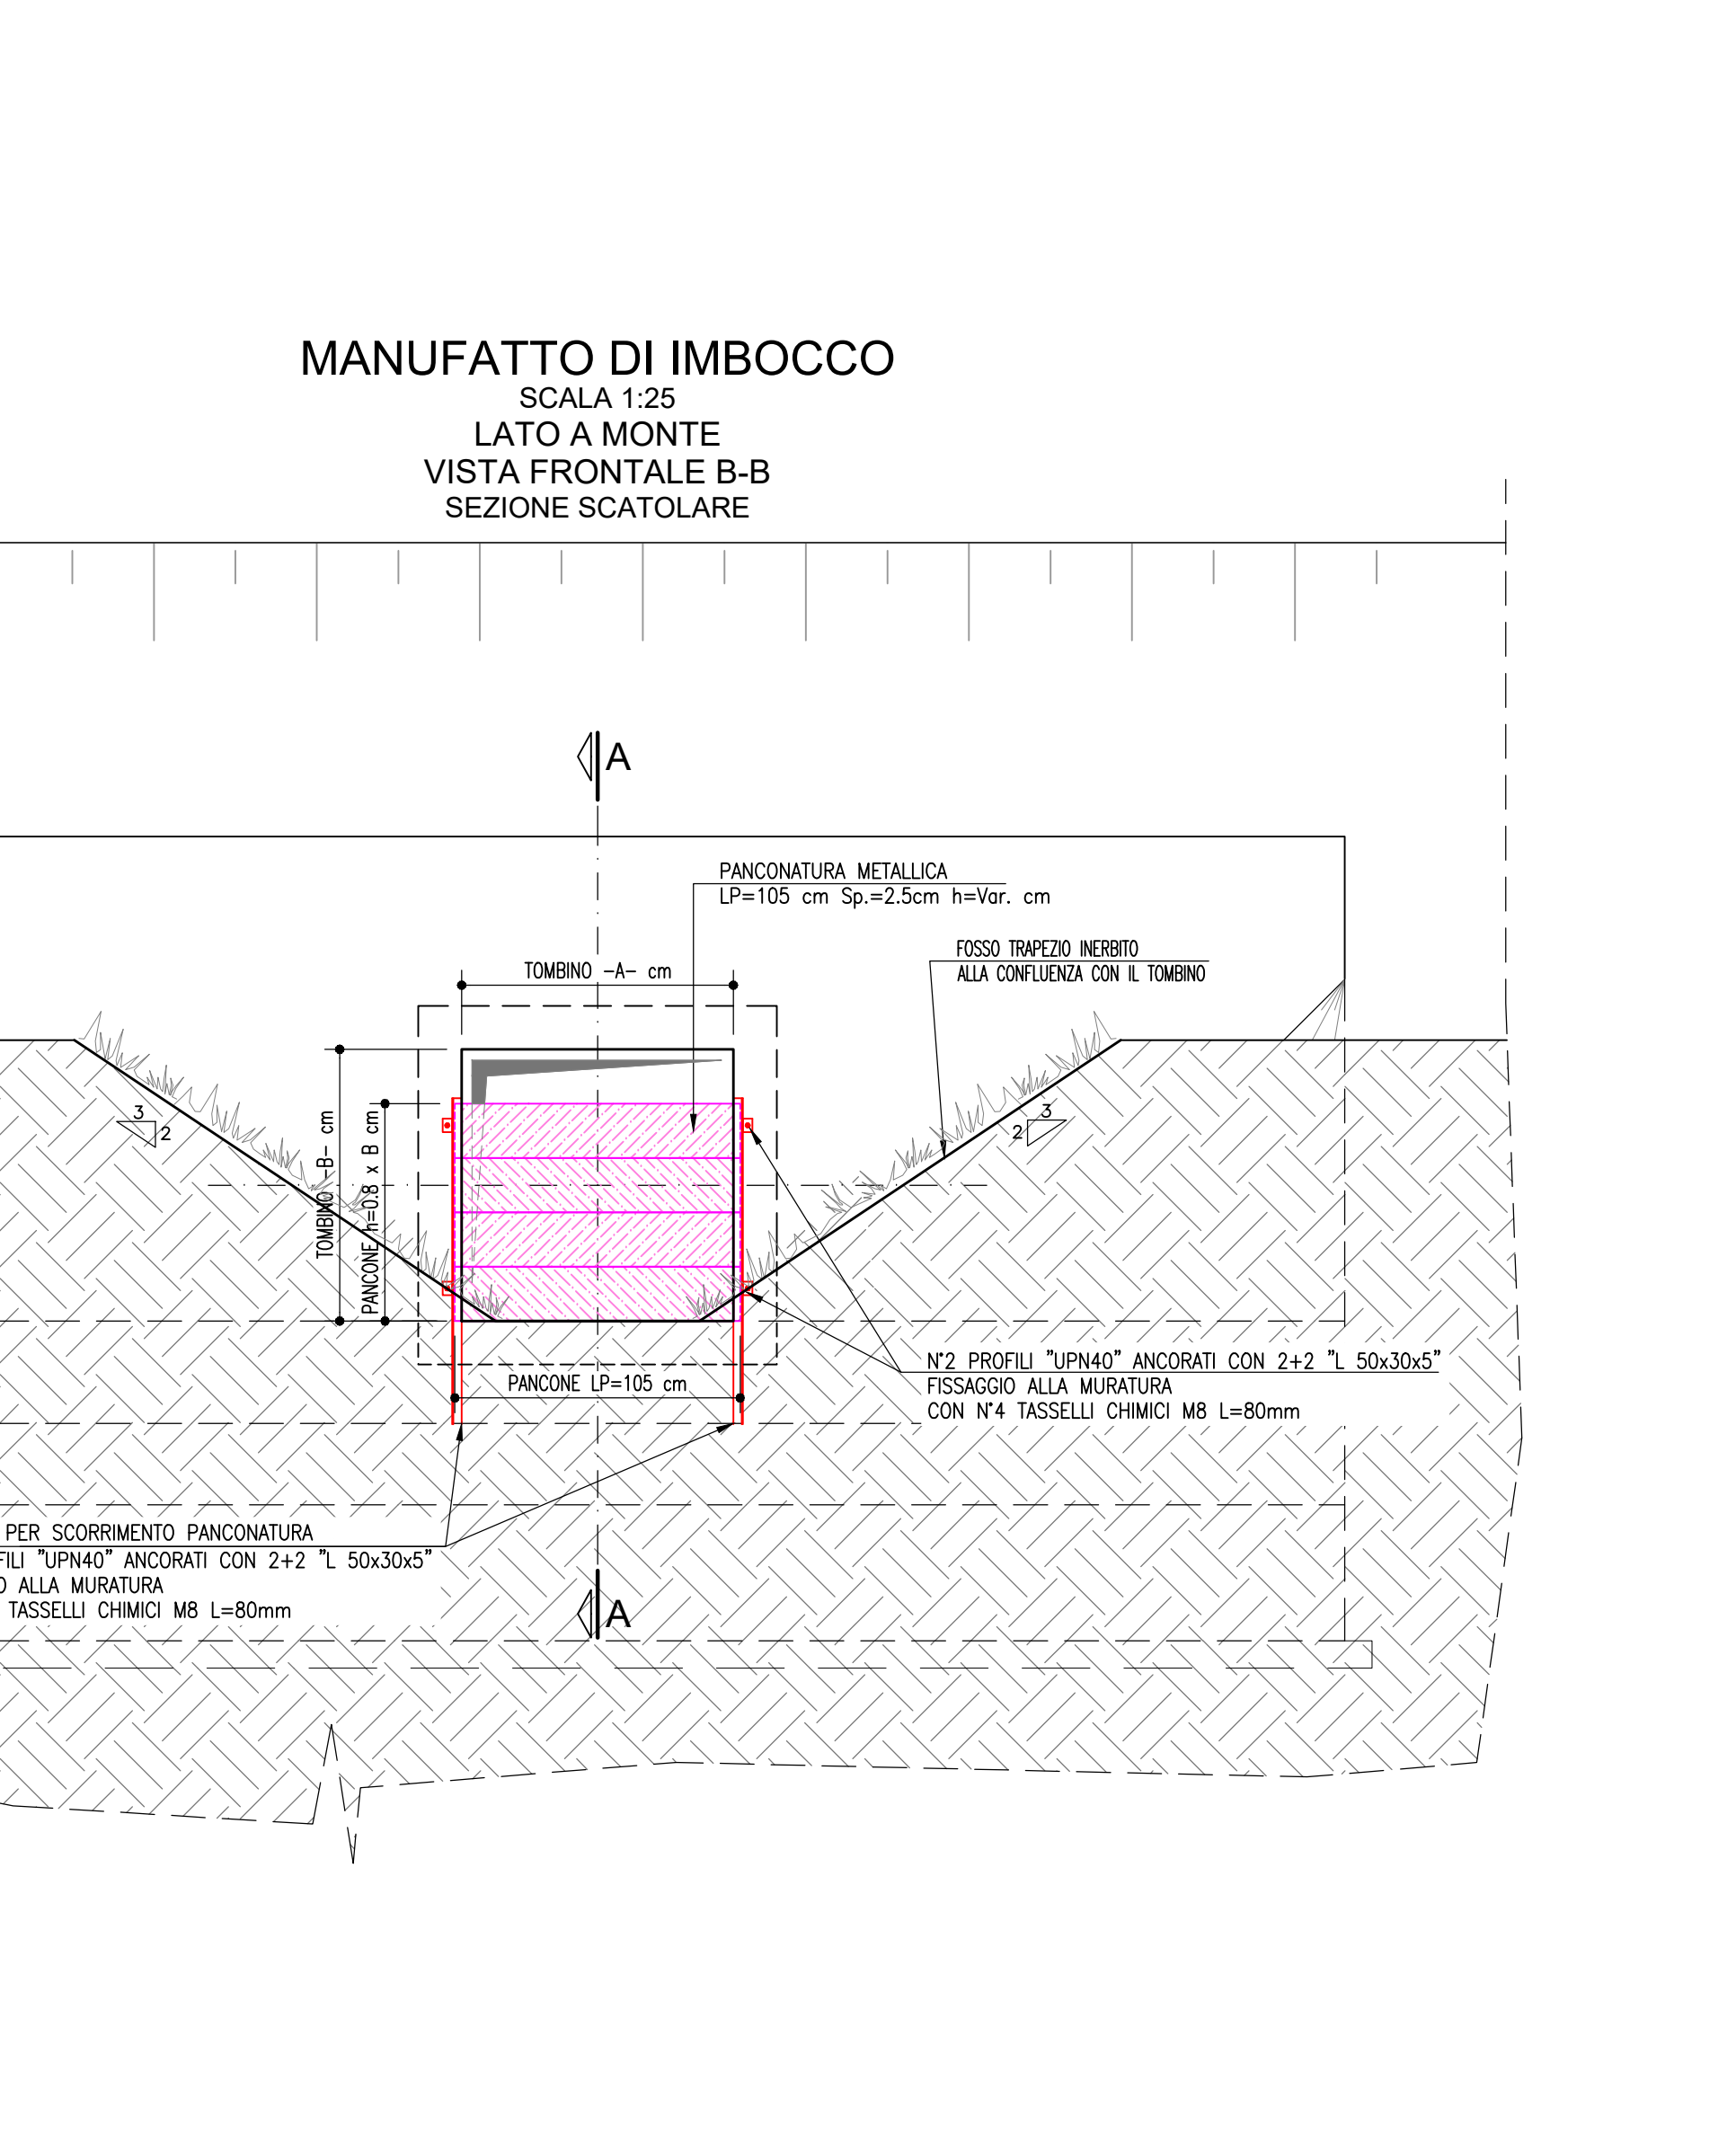 MANUFATTO DI IMBOCCO
SCALA 1:25
LATO A MONTE
VISTA FRONTALE B-B
SEZIONE SCATOLARE
A
PANCONATURA METALLICA
LP=105 cm Sp.=2.5cm h=Var. cm
FOSSO TRAPEZIO INERBITO
ALLA CONFLUENZA CON IL TOMBINO
TOMBINO -A- cm
3
2
TOMBINO -B- cm
PANCONE h=0.8 x B cm
3
2
N°2 PROFILI "UPN40" ANCORATI CON 2+2 "L 50x30x5"
FISSAGGIO ALLA MURATURA
CON N°4 TASSELLI CHIMICI M8 L=80mm
PANCONE LP=105 cm
PER SCORRIMENTO PANCONATURA
FILI "UPN40" ANCORATI CON 2+2 "L 50x30x5"
O ALLA MURATURA
TASSELLI CHIMICI M8 L=80mm
A